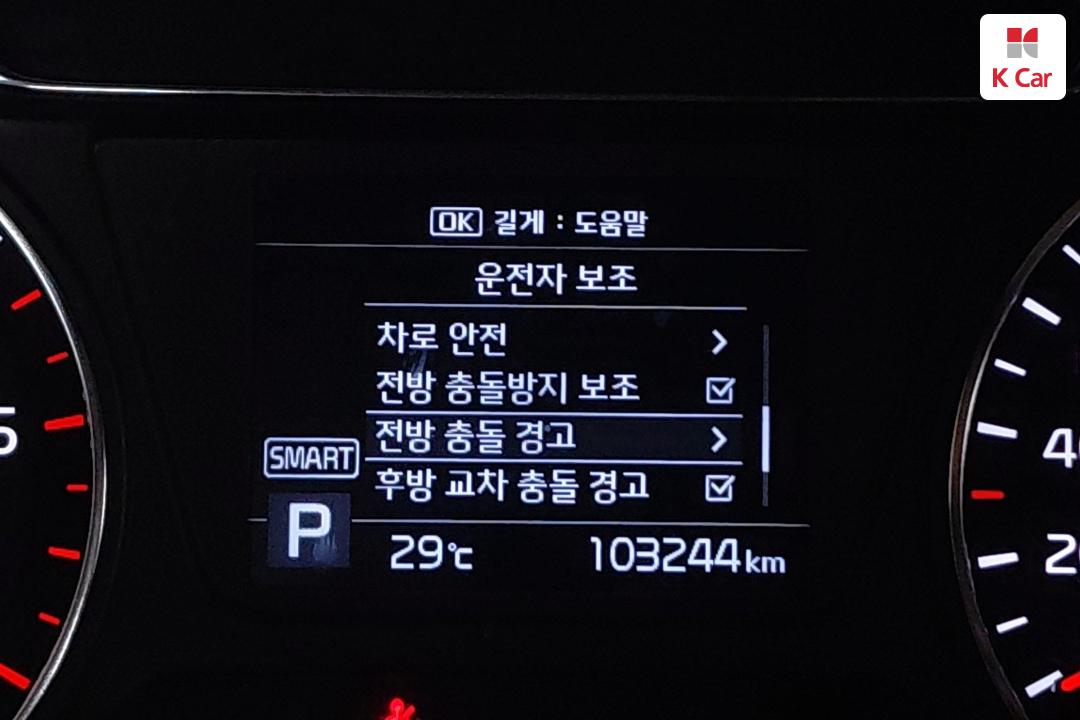 K Car
OK 길게 : 도움말
운전자 보조
차로 안전
전방 충돌방지 보조
전방 충돌 경고
후방 교차 충돌 경고
SMART
P
29℃
103244km